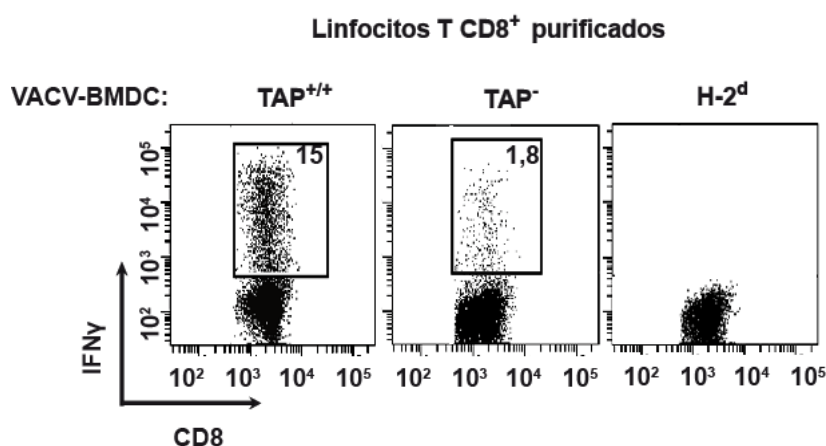 Linfocitos T CD8⁺ purificados
VACV-BMDC: TAP⁺/⁺ TAP⁻ H-2ᵈ
15 1,8
10⁵
10⁴
10³
10²
10² 10³ 10⁴ 10⁵ 10² 10³ 10⁴ 10⁵ 10² 10³ 10⁴ 10⁵
IFNγ
CD8